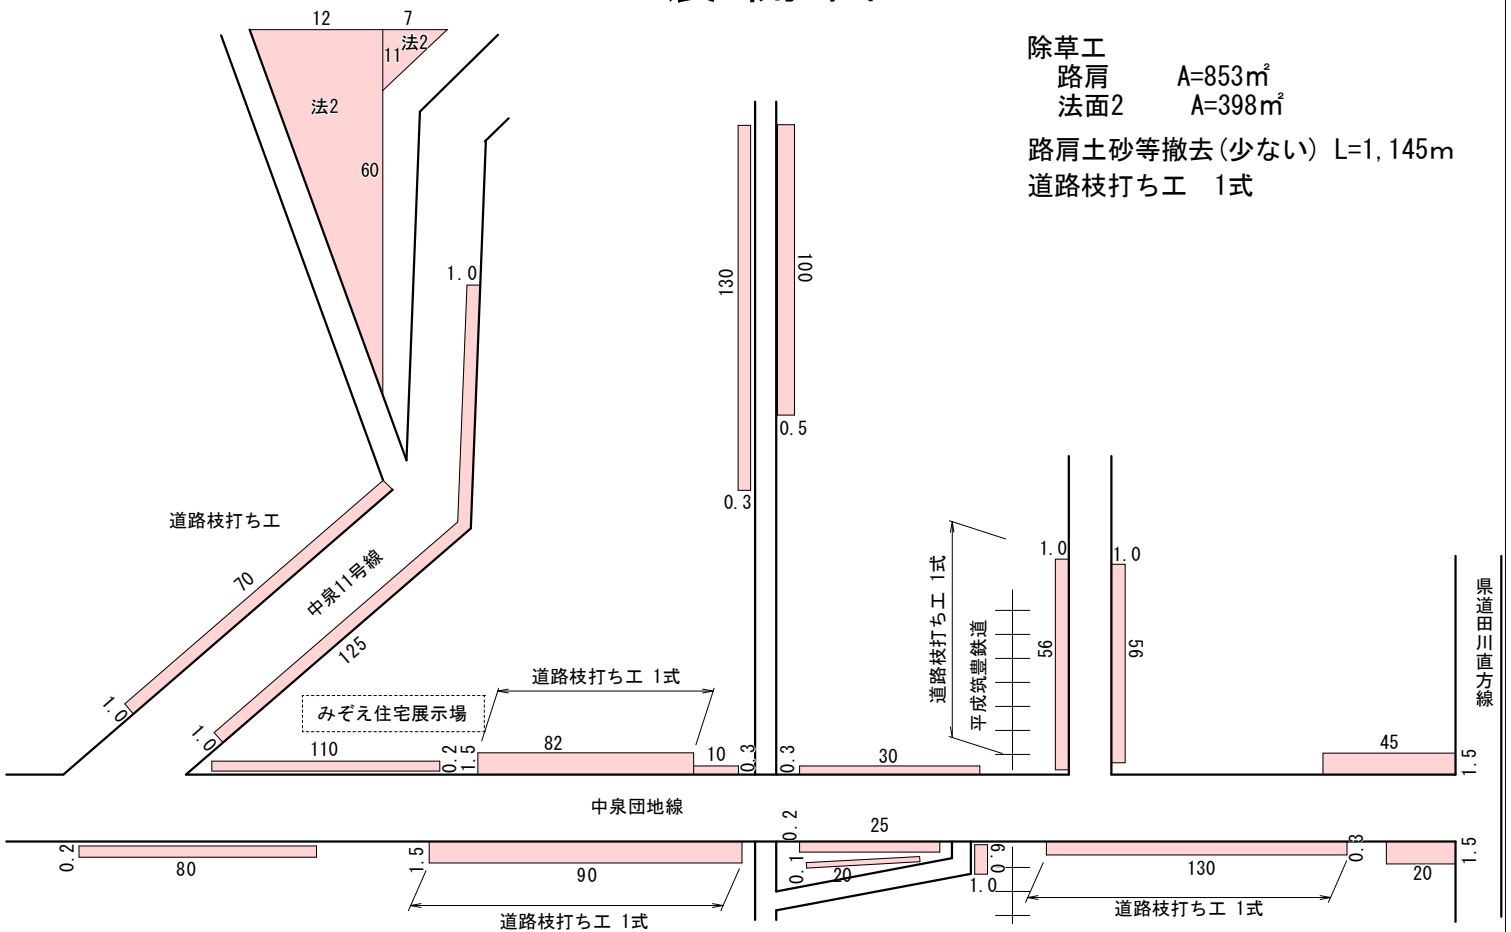 12
7
法2
11
法2
60
除草工
路肩 A=853㎡
法面2 A=398㎡
路肩土砂等撤去(少ない) L=1,145m
道路枝打ち工 1式
1.0
130
100
0.5
0.3
道路枝打ち工
70
中泉11号線
125
1.0
1.0
みぞえ住宅展示場
道路枝打ち工 1式
110
0.2
1.5
82
10
0.3
0.3
30
道路枝打ち工 1式
平成筑豊鉄道
1.0
56
1.0
56
県道田川直方線
45
1.5
中泉団地線
0.2
80
1.5
90
道路枝打ち工 1式
0.2
25
0.1
20
1.0
130
0.3
道路枝打ち工 1式
20
1.5